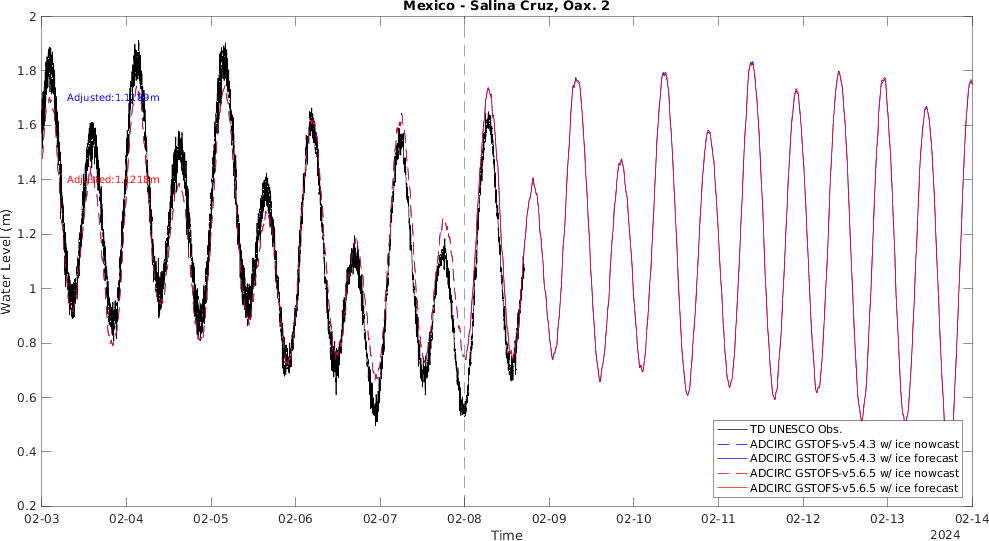 Mexico - Salina Cruz, Oax. 2
2
1.8
1.6
1.4
1.2
1
0.8
0.6
0.4
0.2
Water Level (m)
Adjusted:1.1189m
Adjusted:1.1218m
TD UNESCO Obs.
ADCIRC GSTOFS-v5.4.3 w/ ice nowcast
ADCIRC GSTOFS-v5.4.3 w/ ice forecast
ADCIRC GSTOFS-v5.6.5 w/ ice nowcast
ADCIRC GSTOFS-v5.6.5 w/ ice forecast
02-03 02-04 02-05 02-06 02-07 02-08 02-09 02-10 02-11 02-12 02-13 02-14
Time
2024